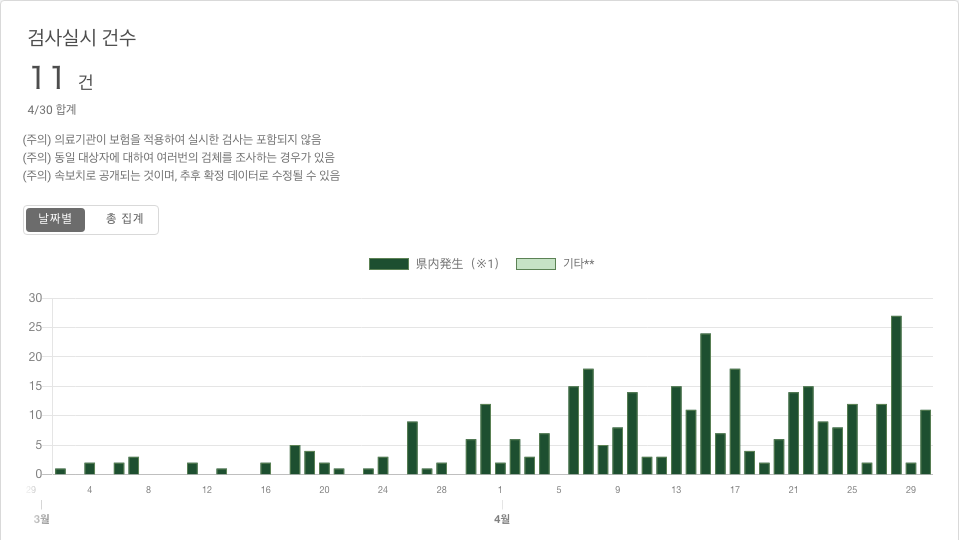 검사실시 건수
11 건
4/30 합계
(주의) 의료기관이 보험을 적용하여 실시한 검사는 포함되지 않음
(주의) 동일 대상자에 대하여 여러번의 검체를 조사하는 경우가 있음
(주의) 속보치로 공개되는 것이며, 추후 확정 데이터로 수정될 수 있음
날짜별 총 집계
県内発生（※1） 기타**
30
25
20
15
10
5
0
29 4 8 12 16 20 24 28 1 5 9 13 17 21 25 29
3월 4월